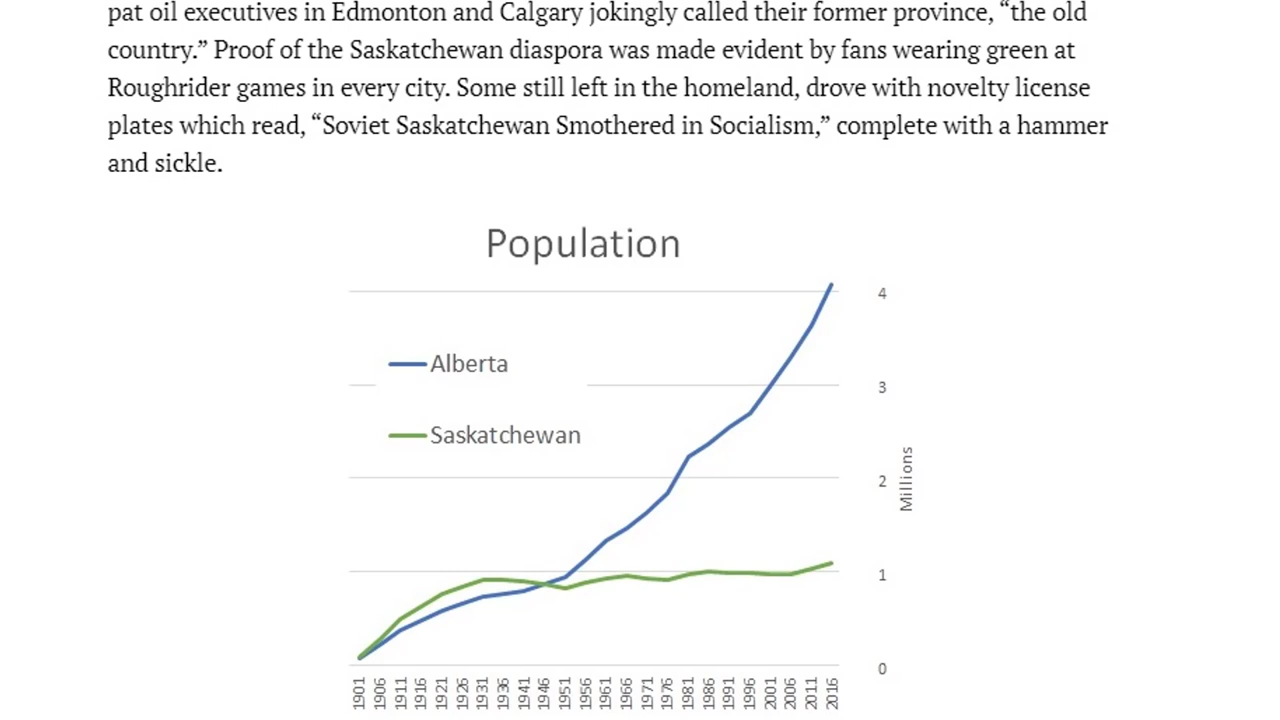 pat oil executives in Edmonton and Calgary jokingly called their former province, “the old
country.” Proof of the Saskatchewan diaspora was made evident by fans wearing green at
Roughrider games in every city. Some still left in the homeland, drove with novelty license
plates which read, “Soviet Saskatchewan Smothered in Socialism,” complete with a hammer
and sickle.
Population
4
Alberta
3
Saskatchewan
Millions
2
1
0
1901 1906 1911 1916 1921 1926 1931 1936 1941 1946 1951 1956 1961 1966 1971 1976 1981 1986 1991 1996 2001 2006 2011 2016